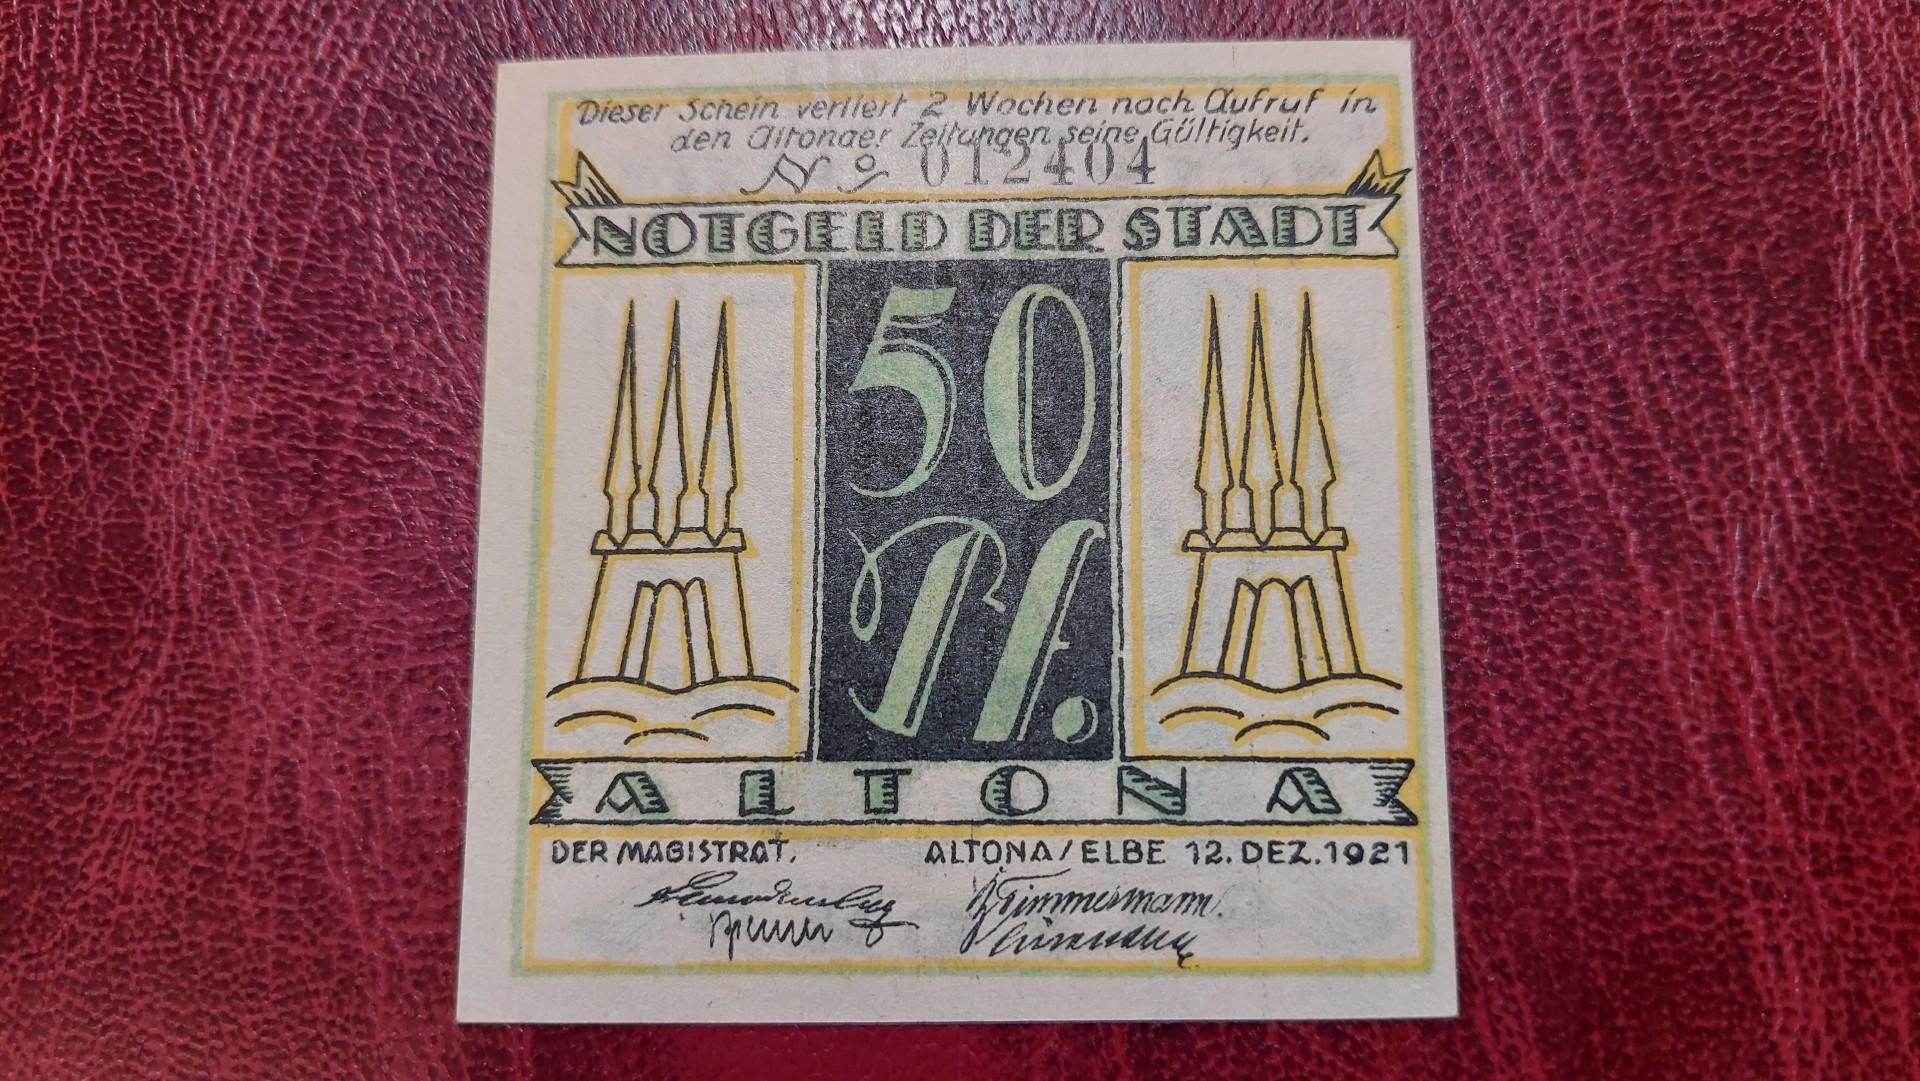 Dieser Schein verliert 2 Wochen nach Aufruf in
den Altonaer Zeitungen seine Gültigkeit.
No 012404
NOTGELD DER STADT
50
Pf.
ALTONA
DER MAGISTRAT. ALTONA/ELBE 12. DEZ. 1921
Zimmermann.